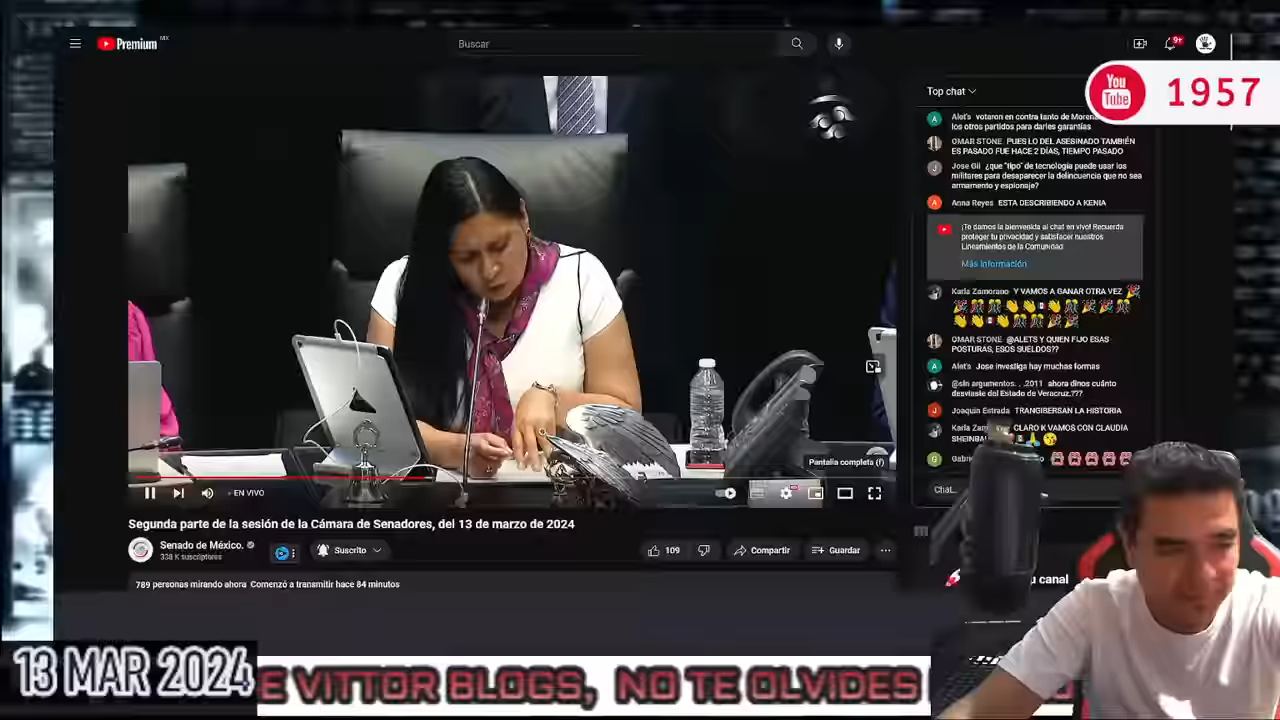 Premium MX
Buscar
9+
You
Tube
1957
Top chat
Alet's votaron en contra tanto de Morena
los otros partidos para darles garantías
OMAR STONE PUES LO DEL ASESINADO TAMBIÉN
ES PASADO FUE HACE 2 DÍAS, TIEMPO PASADO
Jose Gil ¿que "tipo" de tecnología puede usar los
militares para desaparecer la delincuencia que no sea
armamento y espionaje?
Anna Reyes ESTA DESCRIBIENDO A KENIA
¡Te damos la bienvenida al chat en vivo! Recuerda
proteger tu privacidad y satisfacer nuestros
Lineamientos de la Comunidad
Más información
Karla Zamorano Y VAMOS A GANAR OTRA VEZ
OMAR STONE @ALETS Y QUIEN FIJO ESAS
POSTURAS, ESOS SUELDOS??
Alet's Jose investiga hay muchas formas
@sin argumentos. . .2011 ahora dinos cuánto
desviaste del Estado de Veracruz.???
Joaquin Estrada TRANGIBERSAN LA HISTORIA
Karla CLARO K VAMOS CON CLAUDIA
Chat...
Pantalla completa (f)
EN VIVO
Segunda parte de la sesión de la Cámara de Senadores, del 13 de marzo de 2024
Senado de México.
338 K suscriptores
Suscrito
109
Compartir
Guardar
789 personas mirando ahora Comenzó a transmitir hace 84 minutos
canal
13 MAR 2024
E VITTOR BLOGS, NO TE OLVIDES